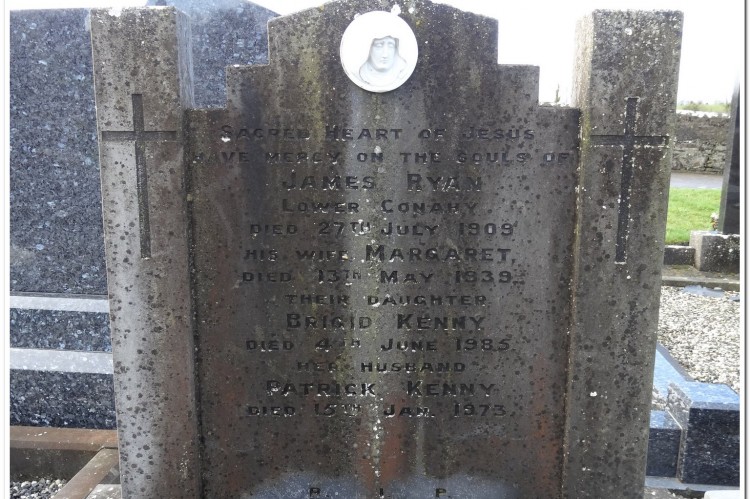 SACRED HEART OF JESUS
HAVE MERCY ON THE SOULS OF
JAMES RYAN
LOWER CONAHY
DIED 27TH JULY 1909
HIS WIFE MARGARET
DIED 13TH MAY 1939
THEIR DAUGHTER
BRIGID KENNY
DIED 4TH JUNE 1985
HER HUSBAND
PATRICK KENNY
DIED 15TH JAN. 1973.
R. I. P.